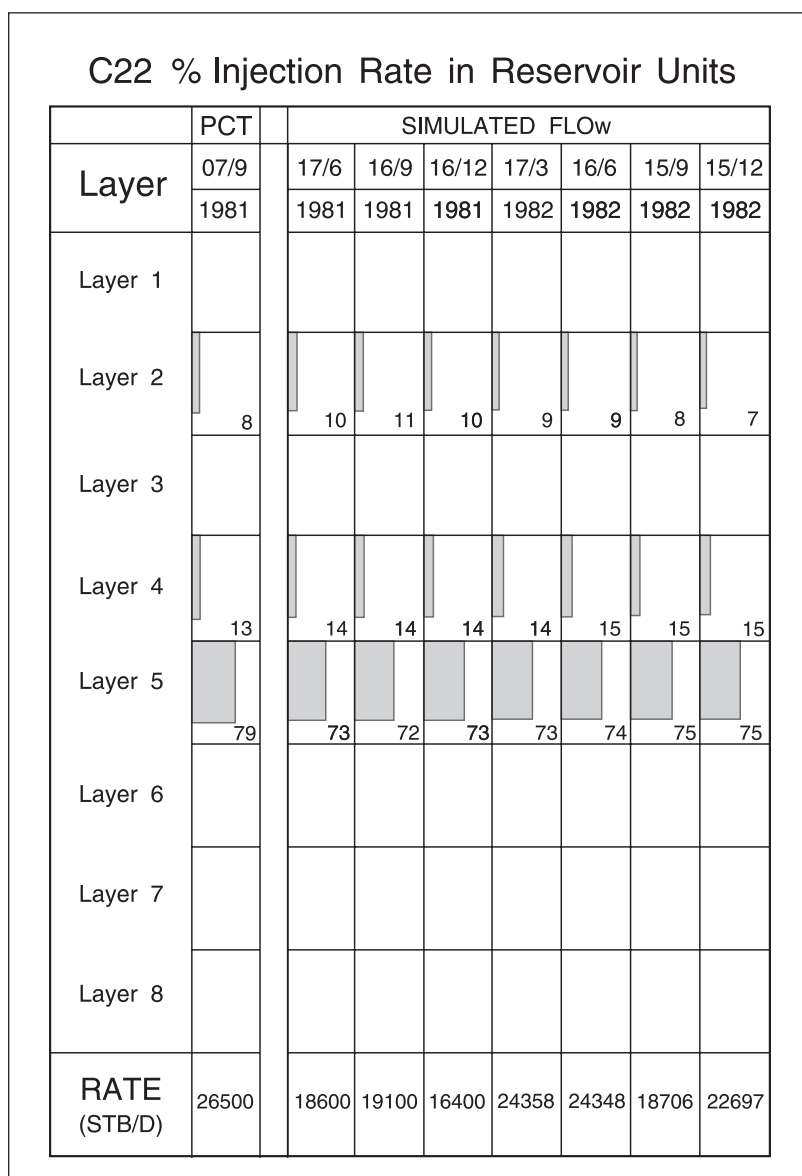 C22 % Injection Rate in Reservoir Units
PCT SIMULATED FLOw
Layer 07/9 17/6 16/9 16/12 17/3 16/6 15/9 15/12
1981 1981 1981 1981 1982 1982 1982 1982
Layer 1
Layer 2
8 10 11 10 9 9 8 7
Layer 3
Layer 4
13 14 14 14 14 15 15 15
Layer 5
79 73 72 73 73 74 75 75
Layer 6
Layer 7
Layer 8
RATE
(STB/D)
26500 18600 19100 16400 24358 24348 18706 22697